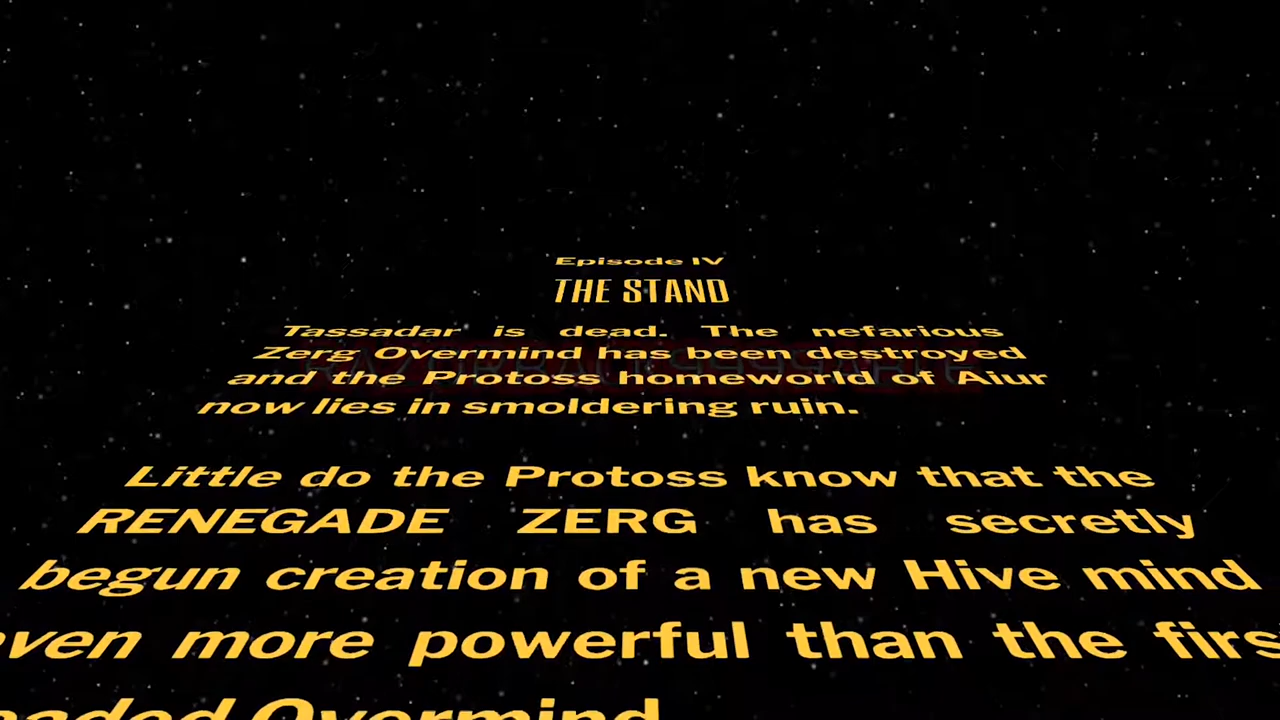 Episode IV
THE STAND
Tassadar is dead. The nefarious
Zerg Overmind has been destroyed
and the Protoss homeworld of Aiur
now lies in smoldering ruin.
Little do the Protoss know that the
RENEGADE ZERG has secretly
begun creation of a new Hive mind
more powerful than the
Overmind